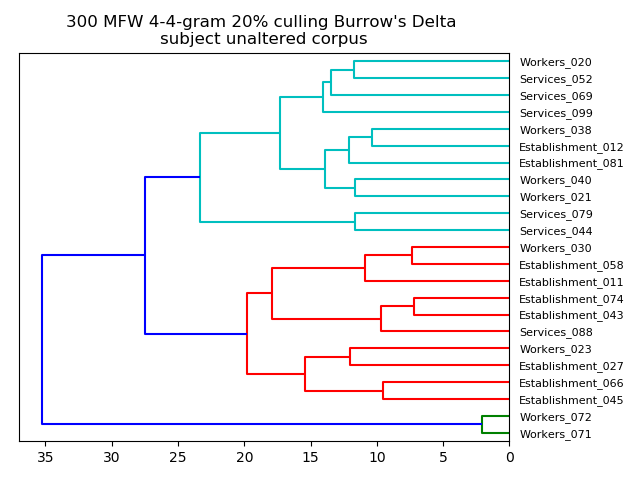 300 MFW 4-4-gram 20% culling Burrow's Delta
subject unaltered corpus
Workers_020
Services_052
Services_069
Services_099
Workers_038
Establishment_012
Establishment_081
Workers_040
Workers_021
Services_079
Services_044
Workers_030
Establishment_058
Establishment_011
Establishment_074
Establishment_043
Services_088
Workers_023
Establishment_027
Establishment_066
Establishment_045
Workers_072
Workers_071
35 30 25 20 15 10 5 0